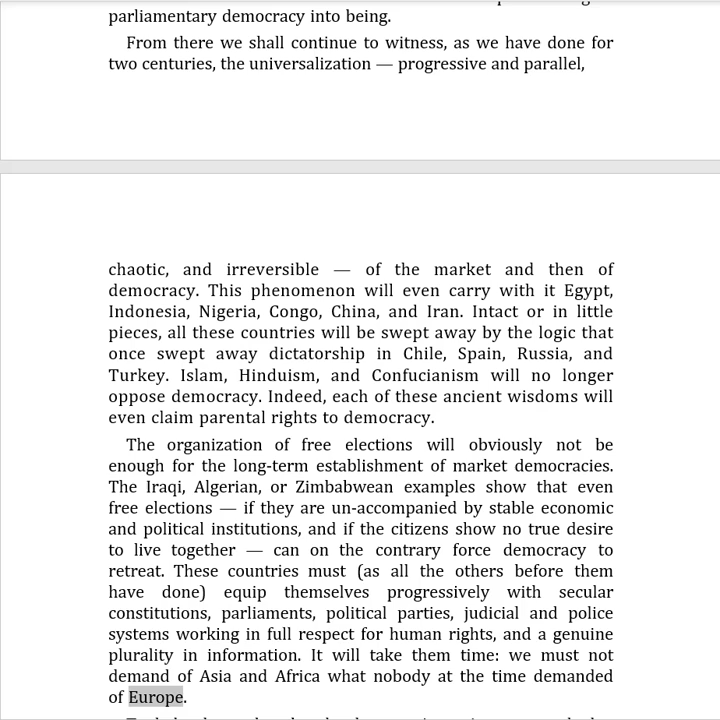 parliamentary democracy into being.
From there we shall continue to witness, as we have done for
two centuries, the universalization — progressive and parallel,
chaotic, and irreversible — of the market and then of
democracy. This phenomenon will even carry with it Egypt,
Indonesia, Nigeria, Congo, China, and Iran. Intact or in little
pieces, all these countries will be swept away by the logic that
once swept away dictatorship in Chile, Spain, Russia, and
Turkey. Islam, Hinduism, and Confucianism will no longer
oppose democracy. Indeed, each of these ancient wisdoms will
even claim parental rights to democracy.
The organization of free elections will obviously not be
enough for the long-term establishment of market democracies.
The Iraqi, Algerian, or Zimbabwean examples show that even
free elections — if they are un-accompanied by stable economic
and political institutions, and if the citizens show no true desire
to live together — can on the contrary force democracy to
retreat. These countries must (as all the others before them
have done) equip themselves progressively with secular
constitutions, parliaments, political parties, judicial and police
systems working in full respect for human rights, and a genuine
plurality in information. It will take them time: we must not
demand of Asia and Africa what nobody at the time demanded
of Europe.